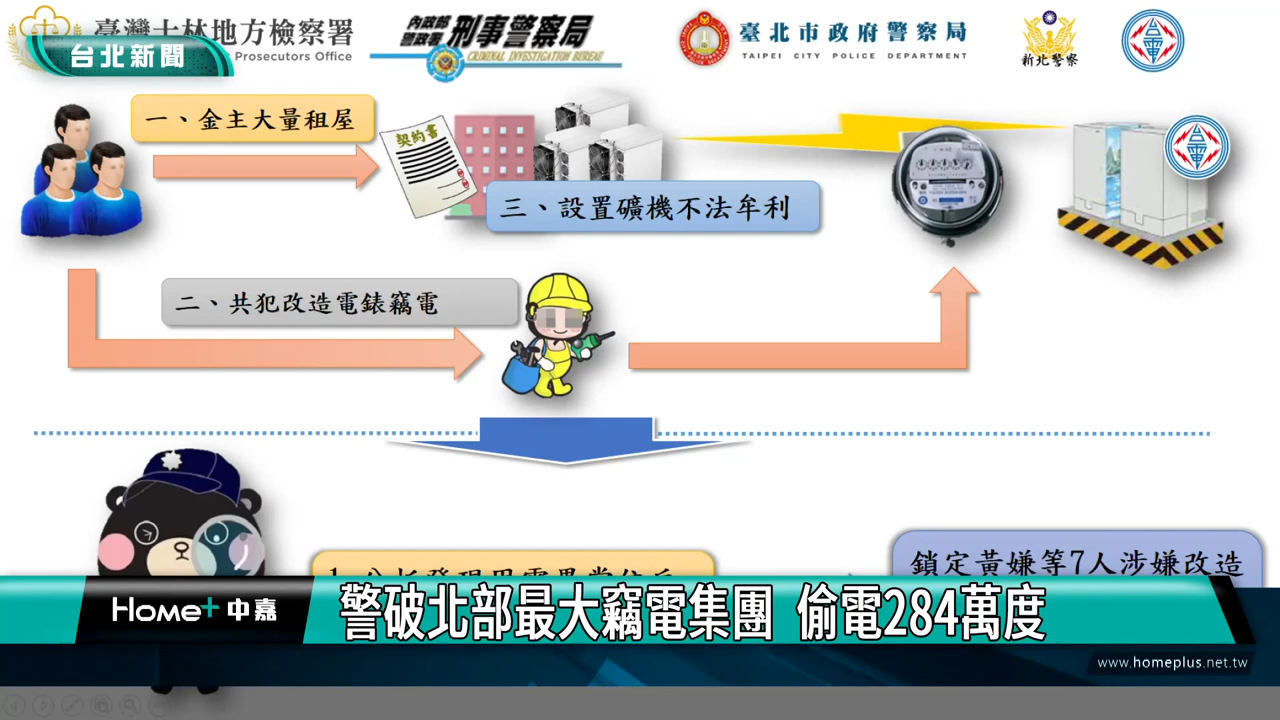 臺灣士林地方檢察署
Prosecutors Office
台北新聞
內政部
警政署
刑事警察局
CRIMINAL INVESTIGATION BUREAU
臺北市政府警察局
TAIPEI CITY POLICE DEPARTMENT
新北警察
一、金主大量租屋
契約書
三、設置礦機不法牟利
二、共犯改造電錶竊電
鎖定黃嫌等7人涉嫌改造
Home+中嘉
警破北部最大竊電集團 偷電284萬度
www.homeplus.net.tw